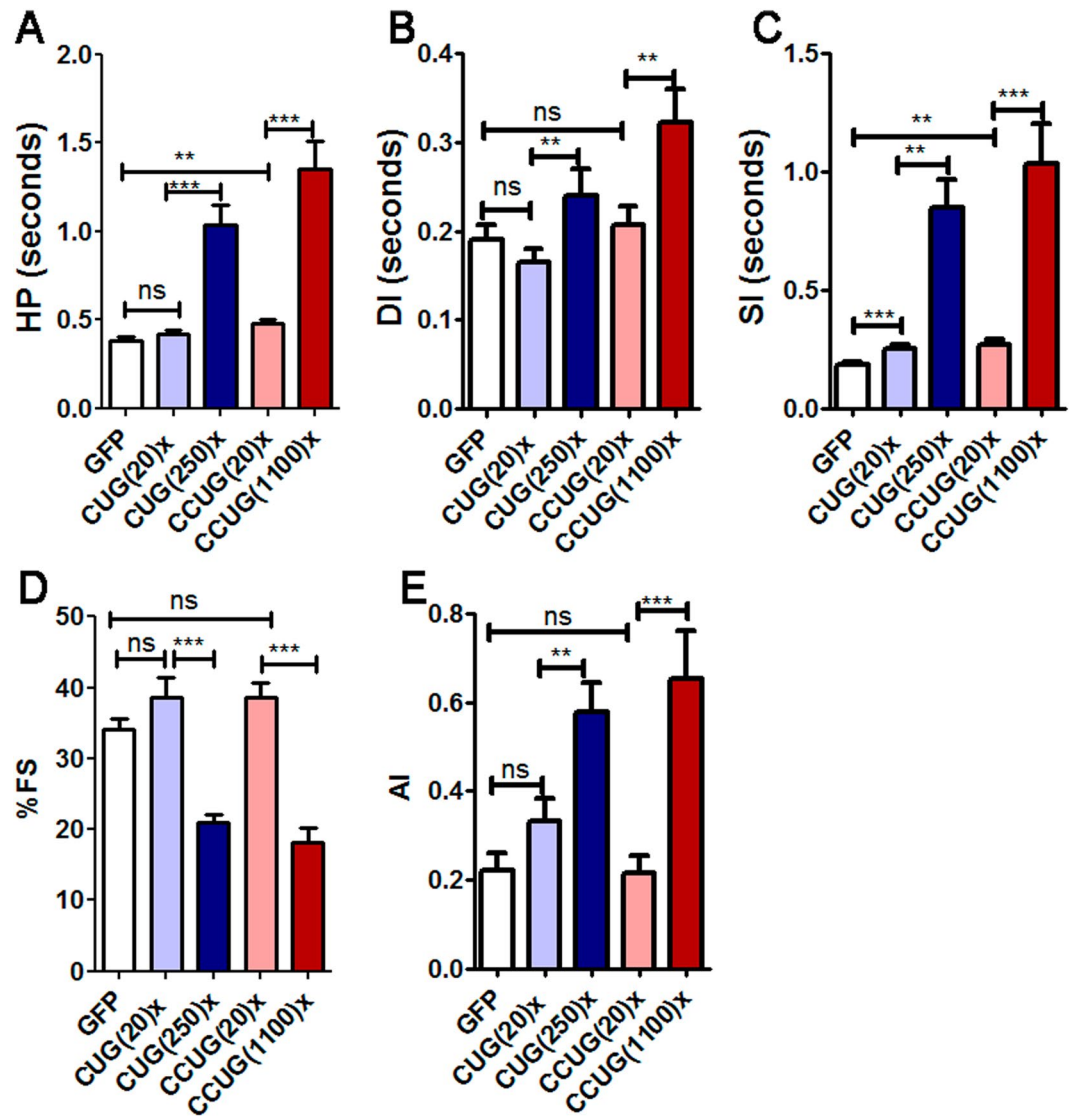 A
HP (seconds)
2.0
1.5
1.0
0.5
0.0
ns
**
***
***
GFP
CUG(20)x
CUG(250)x
CCUG(20)x
CCUG(1100)x
B
DI (seconds)
0.4
0.3
0.2
0.1
0.0
ns
ns
**
**
GFP
CUG(20)x
CUG(250)x
CCUG(20)x
CCUG(1100)x
C
SI (seconds)
1.5
1.0
0.5
0.0
***
**
**
***
GFP
CUG(20)x
CUG(250)x
CCUG(20)x
CCUG(1100)x
D
%FS
50
40
30
20
10
0
ns
ns
***
***
GFP
CUG(20)x
CUG(250)x
CCUG(20)x
CCUG(1100)x
E
AI
0.8
0.6
0.4
0.2
0.0
ns
ns
**
***
GFP
CUG(20)x
CUG(250)x
CCUG(20)x
CCUG(1100)x